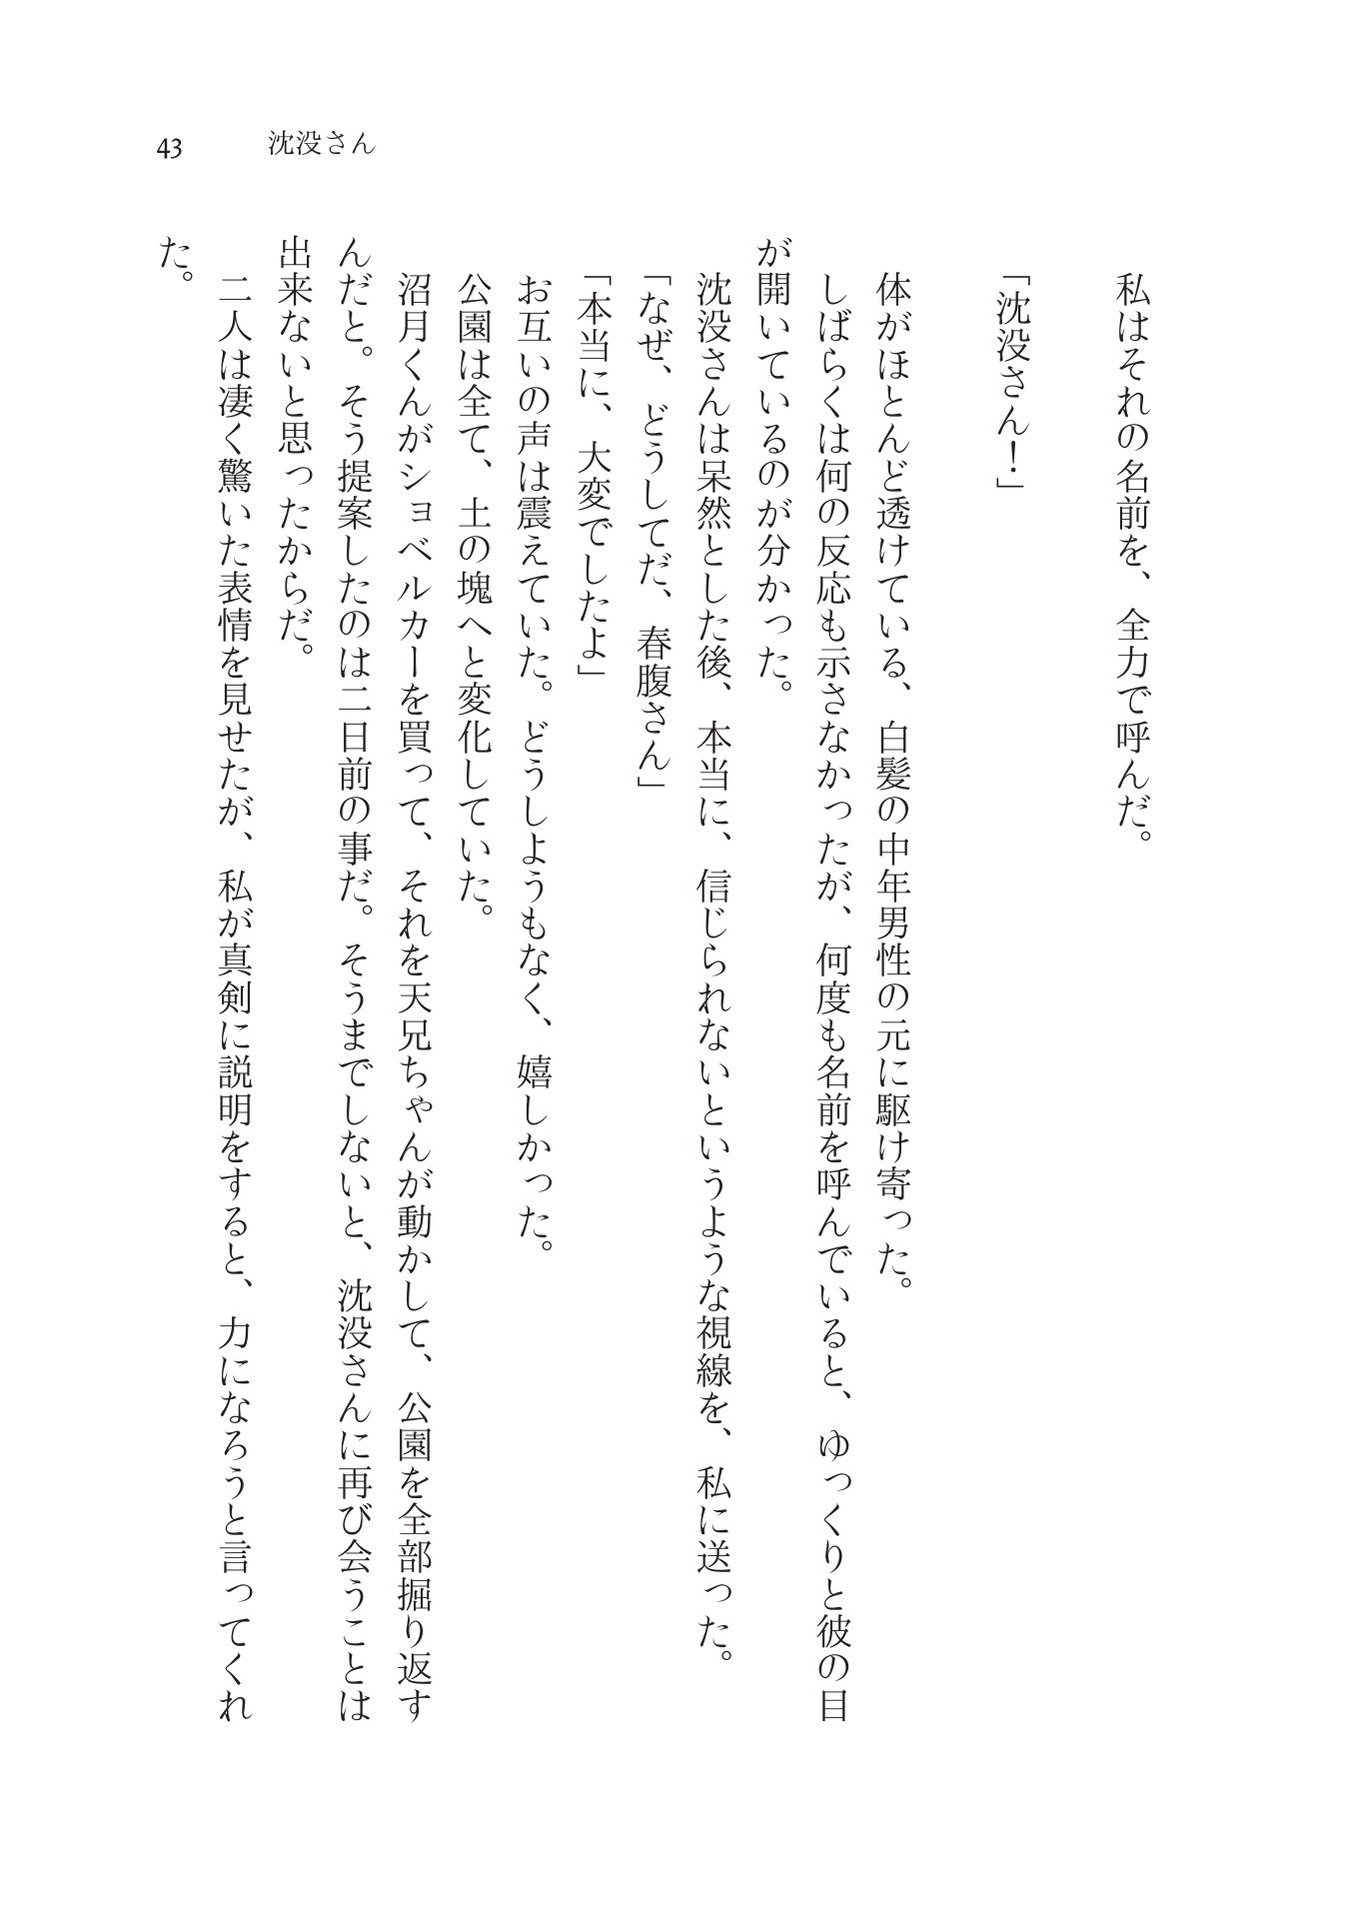 43
沈没さん
私はそれの名前を、全力で呼んだ。
「沈没さん！」
体がほとんど透けている、白髪の中年男性の元に駆け寄った。
しばらくは何の反応も示さなかったが、何度も名前を呼んでいると、ゆっくりと彼の目
が開いているのが分かった。
沈没さんは呆然とした後、本当に、信じられないというような視線を、私に送った。
「なぜ、どうしてだ、春腹さん」
「本当に、大変でしたよ」
お互いの声は震えていた。どうしようもなく、嬉しかった。
公園は全て、土の塊へと変化していた。
沼月くんがショベルカーを買って、それを天兄ちゃんが動かして、公園を全部掘り返す
んだと。そう提案したのは二日前の事だ。そうまでしないと、沈没さんに再び会うことは
出来ないと思ったからだ。
二人は凄く驚いた表情を見せたが、私が真剣に説明をすると、力になろうと言ってくれ
た。